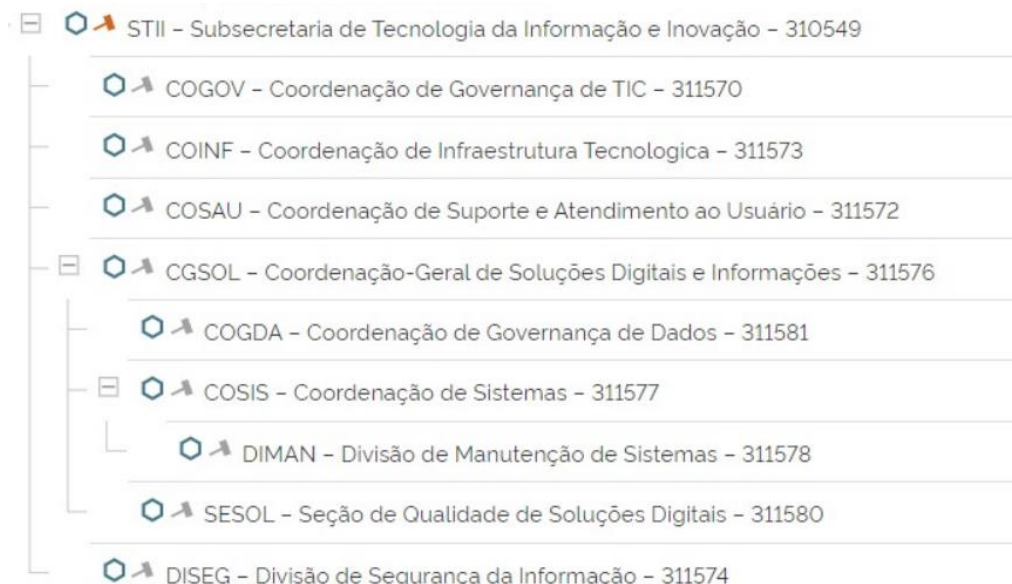 STII – Subsecretaria de Tecnologia da Informação e Inovação – 310549
COGOV – Coordenação de Governança de TIC – 311570
COINF – Coordenação de Infraestrutura Tecnologica – 311573
COSAU – Coordenação de Suporte e Atendimento ao Usuário – 311572
CGSOL – Coordenação-Geral de Soluções Digitais e Informações – 311576
COGDA – Coordenação de Governança de Dados – 311581
COSIS – Coordenação de Sistemas – 311577
DIMAN – Divisão de Manutenção de Sistemas – 311578
SESOL – Seção de Qualidade de Soluções Digitais – 311580
DISEG – Divisão de Segurança da Informação – 311574